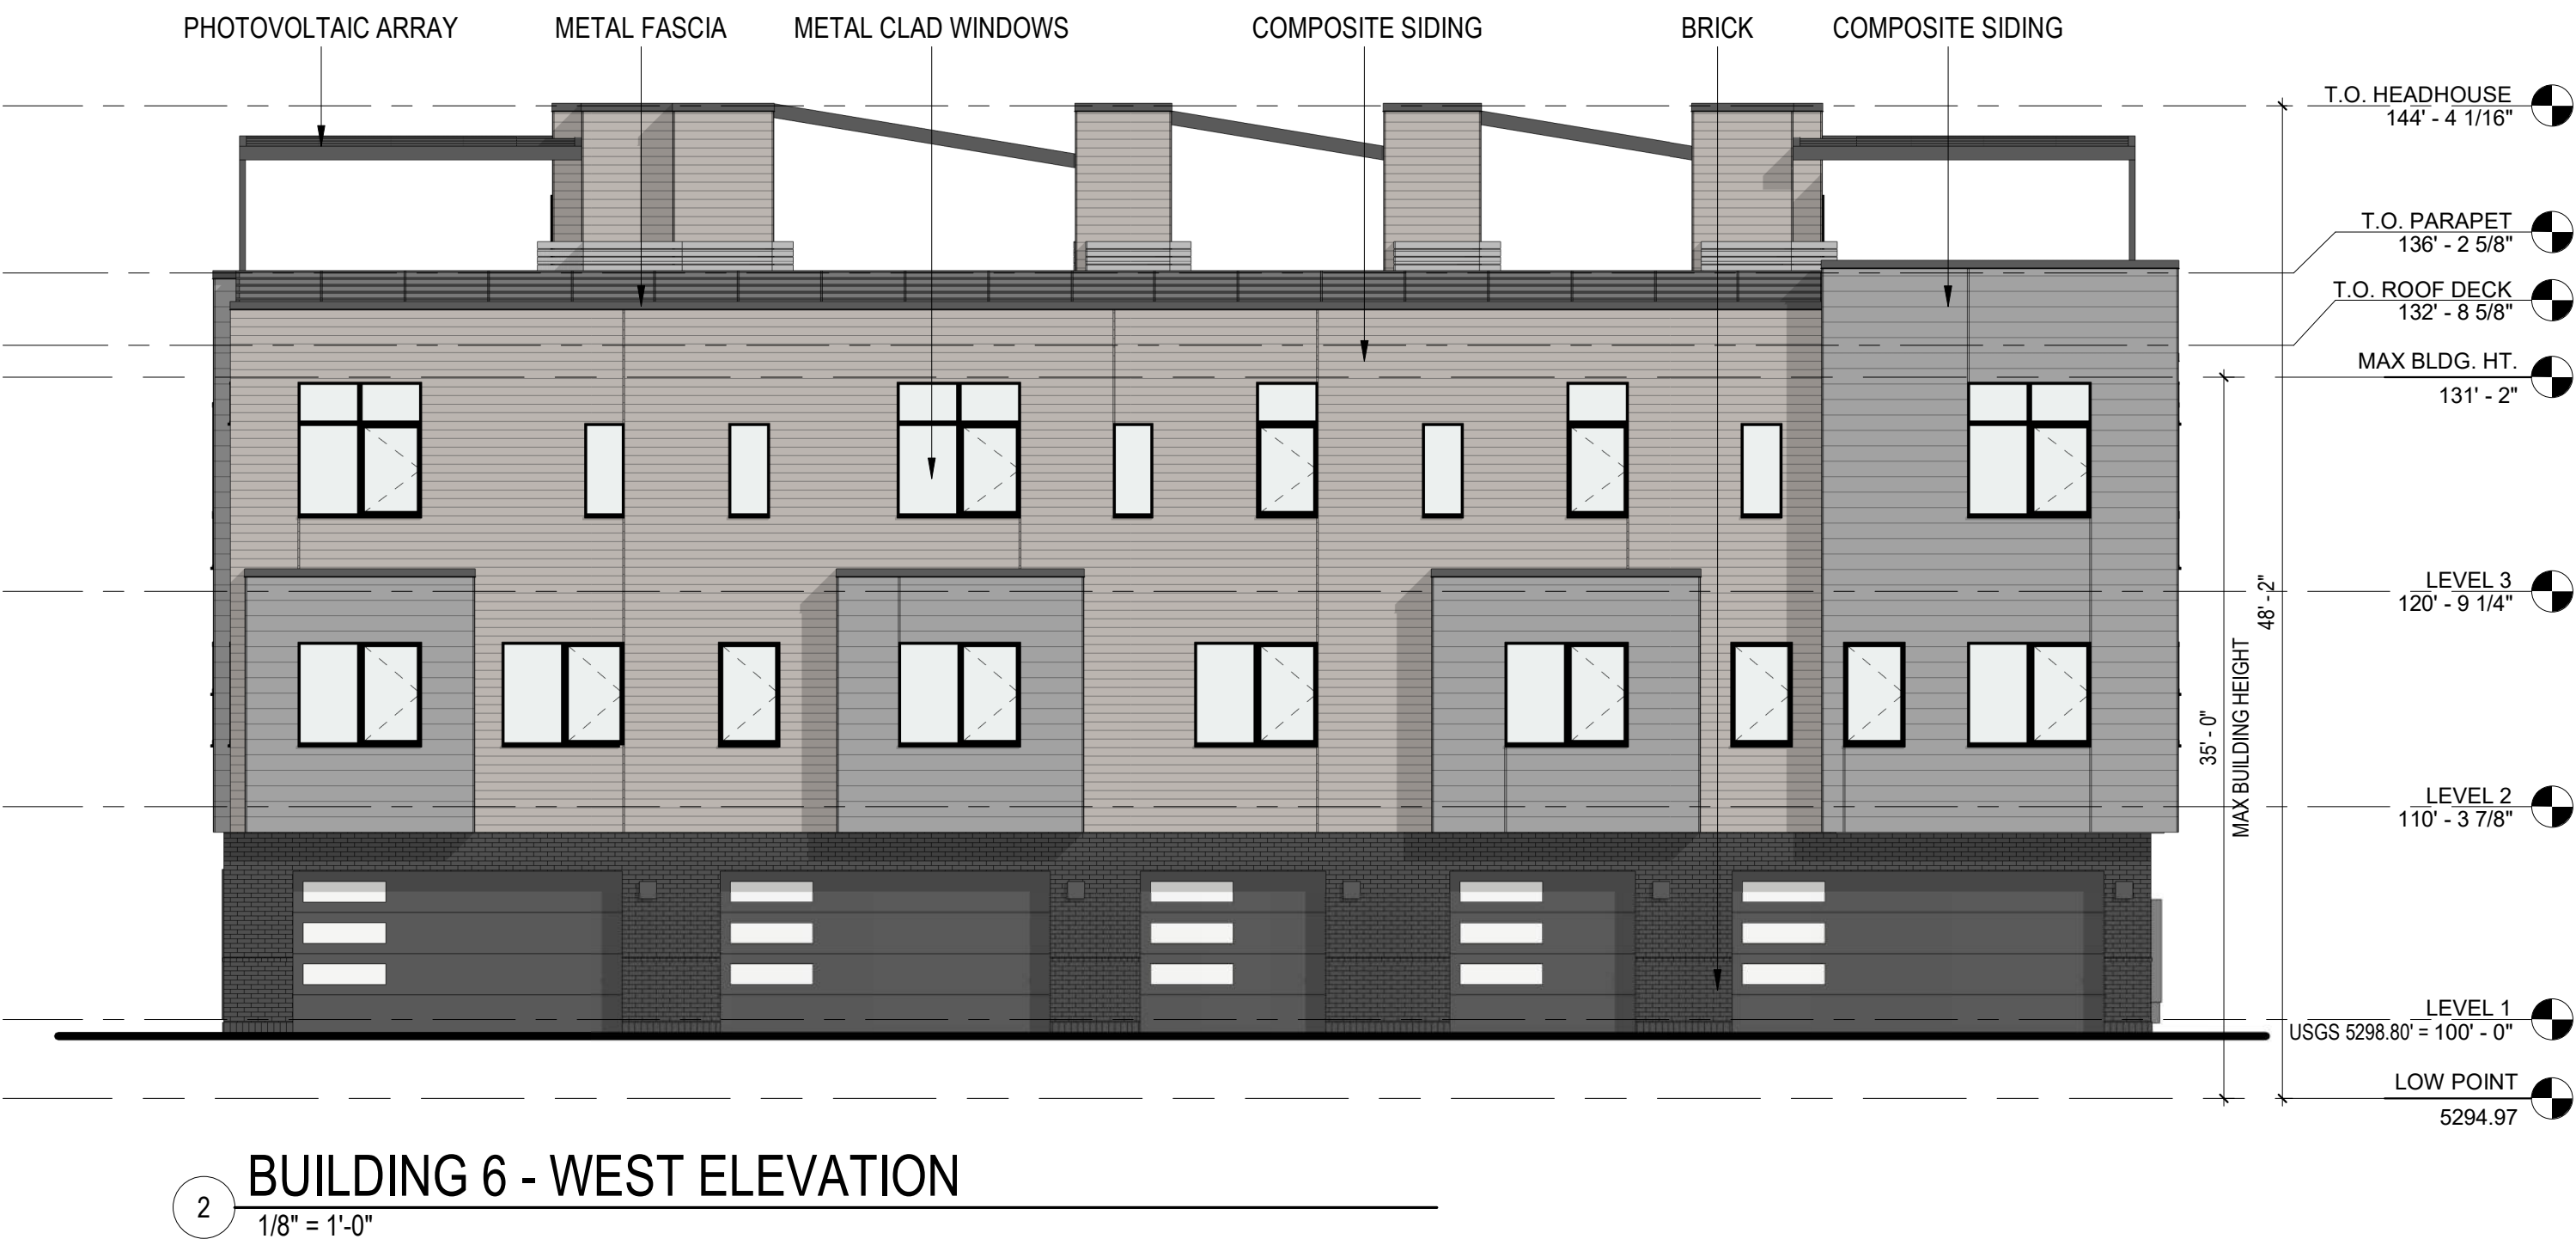 PHOTOVOLTAIC ARRAY
METAL FASCIA
METAL CLAD WINDOWS
COMPOSITE SIDING
BRICK
COMPOSITE SIDING
T.O. HEADHOUSE
144' - 4 1/16"
T.O. PARAPET
136' - 2 5/8"
T.O. ROOF DECK
132' - 8 5/8"
MAX BLDG. HT.
131' - 2"
LEVEL 3
120' - 9 1/4"
48' - 2"
35' - 0"
MAX BUILDING HEIGHT
LEVEL 2
110' - 3 7/8"
LEVEL 1
USGS 5298.80' = 100' - 0"
LOW POINT
5294.97
2
BUILDING 6 - WEST ELEVATION
1/8" = 1'-0"